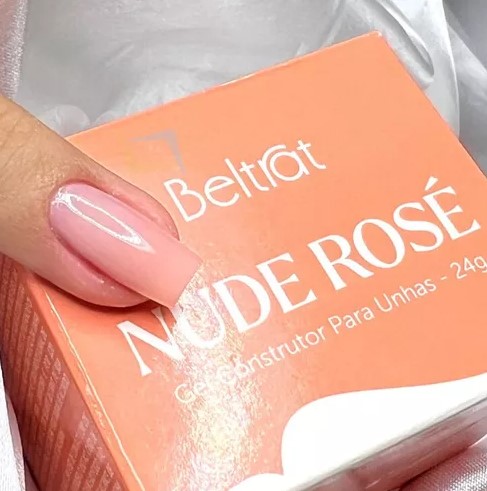 Beltrat
NUDE ROSÉ
Gel Construtor Para Unhas - 24g